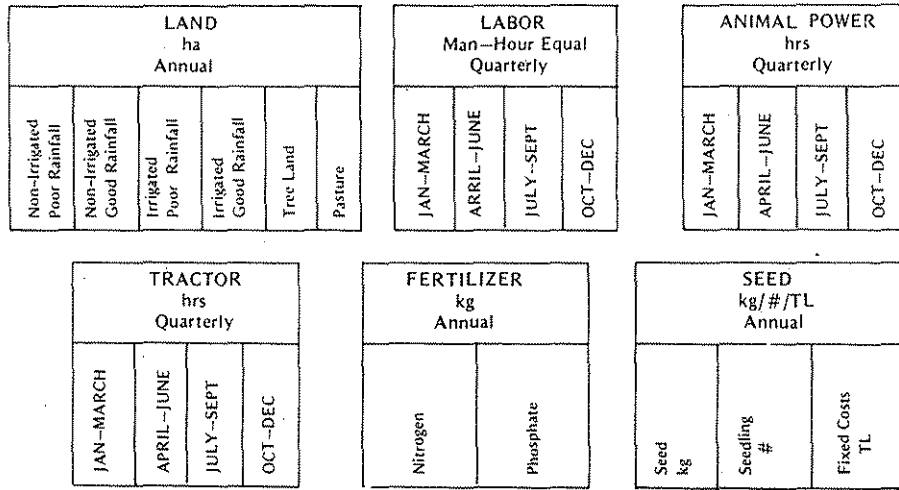 LAND
ha
Annual
Non-Irrigated
Poor Rainfall
Non-Irrigated
Good Rainfall
Irrigated
Poor Rainfall
Irrigated
Good Rainfall
Tree Land
Pasture
LABOR
Man-Hour Equal
Quarterly
JAN-MARCH
ARRIL-JUNE
JULY-SEPT
OCT-DEC
ANIMAL POWER
hrs
Quarterly
JAN-MARCH
APRIL-JUNE
JULY-SEPT
OCT-DEC
TRACTOR
hrs
Quarterly
JAN-MARCH
APRIL-JUNE
JULY-SEPT
OCT-DEC
FERTILIZER
kg
Annual
Nitrogen
Phosphate
SEED
kg/#/TL
Annual
Seed
kg
Seedling
#
Fixed Costs
TL